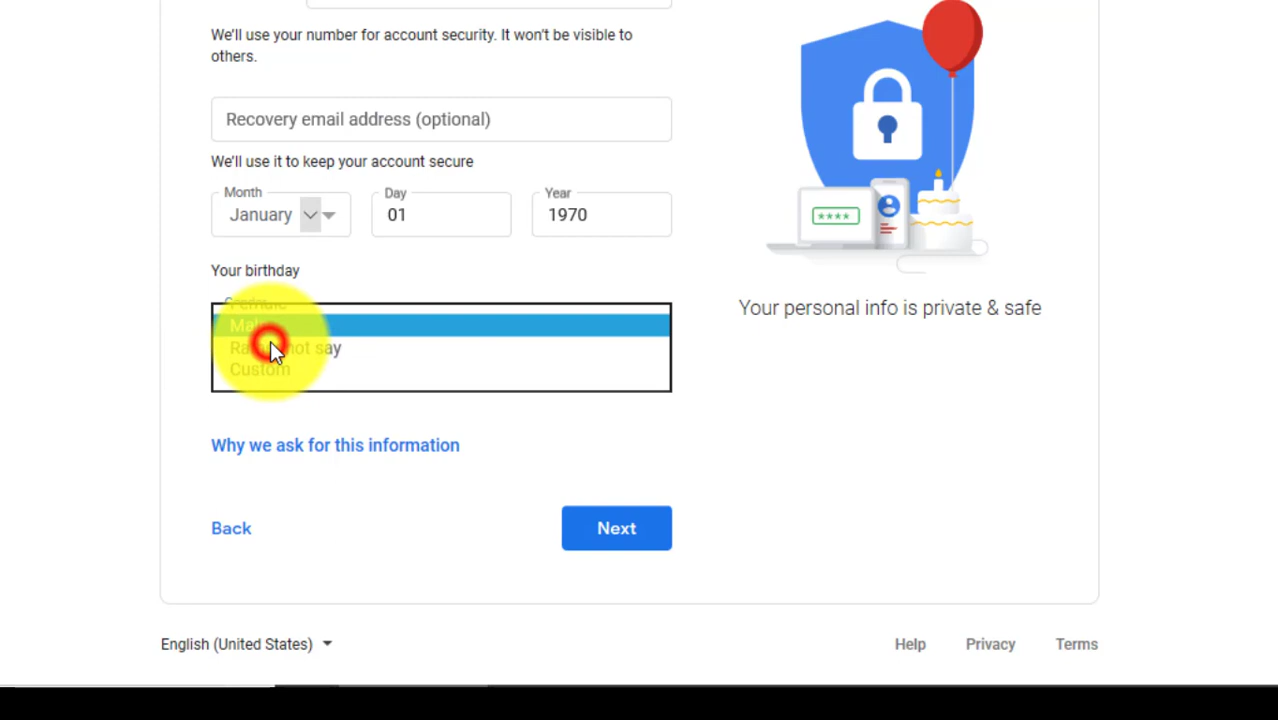 We'll use your number for account security. It won't be visible to
others.
Recovery email address (optional)
We'll use it to keep your account secure
Month
Day
Year
January
01
1970
Your birthday
not say
Custom
Why we ask for this information
Back
Next
****
Your personal info is private & safe
English (United States)
Help
Privacy
Terms